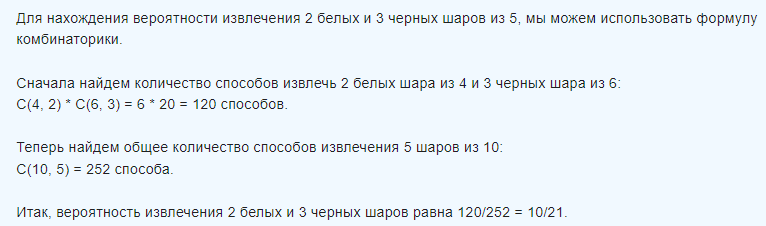 Для нахождения вероятности извлечения 2 белых и 3 черных шаров из 5, мы можем использовать формулу
комбинаторики.
Сначала найдем количество способов извлечь 2 белых шара из 4 и 3 черных шара из 6:
C(4, 2) * C(6, 3) = 6 * 20 = 120 способов.
Теперь найдем общее количество способов извлечения 5 шаров из 10:
C(10, 5) = 252 способа.
Итак, вероятность извлечения 2 белых и 3 черных шаров равна 120/252 = 10/21.